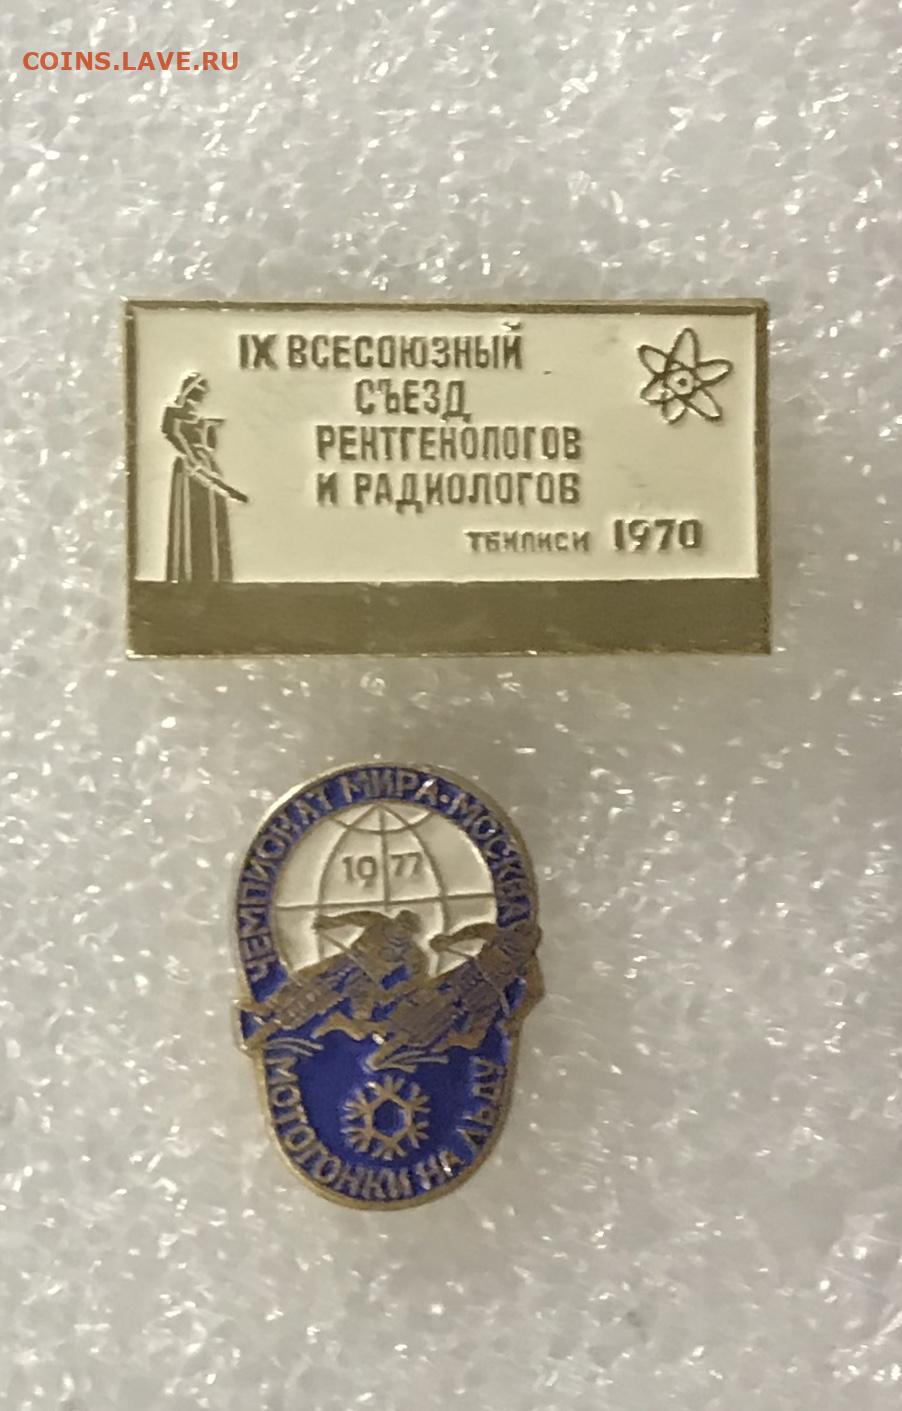 COINS.LAVE.RU
IX ВСЕСОЮЗНЫЙ
СЪЕЗД
РЕНТГЕНОЛОГОВ
И РАДИОЛОГОВ
ТБИЛИСИ 1970
ЧЕМПИОНАТ МИРА·МОСКВА
1977
МОТОГОНКИ НА ЛЬДУ